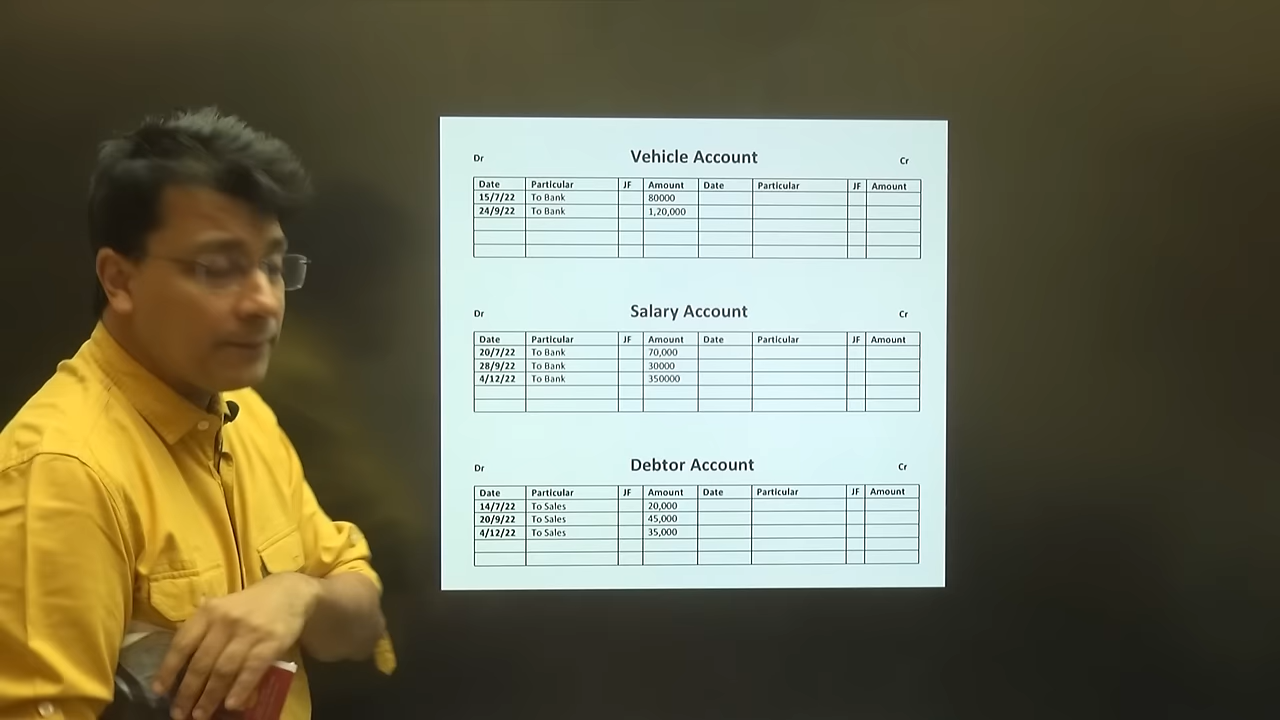 Dr Vehicle Account Cr
Date Particular JF Amount Date Particular JF Amount
15/7/22 To Bank 80000
24/9/22 To Bank 1,20,000
Dr Salary Account Cr
Date Particular JF Amount Date Particular JF Amount
20/7/22 To Bank 70,000
28/9/22 To Bank 30000
4/12/22 To Bank 350000
Dr Debtor Account Cr
Date Particular JF Amount Date Particular JF Amount
14/7/22 To Sales 20,000
20/9/22 To Sales 45,000
4/12/22 To Sales 35,000